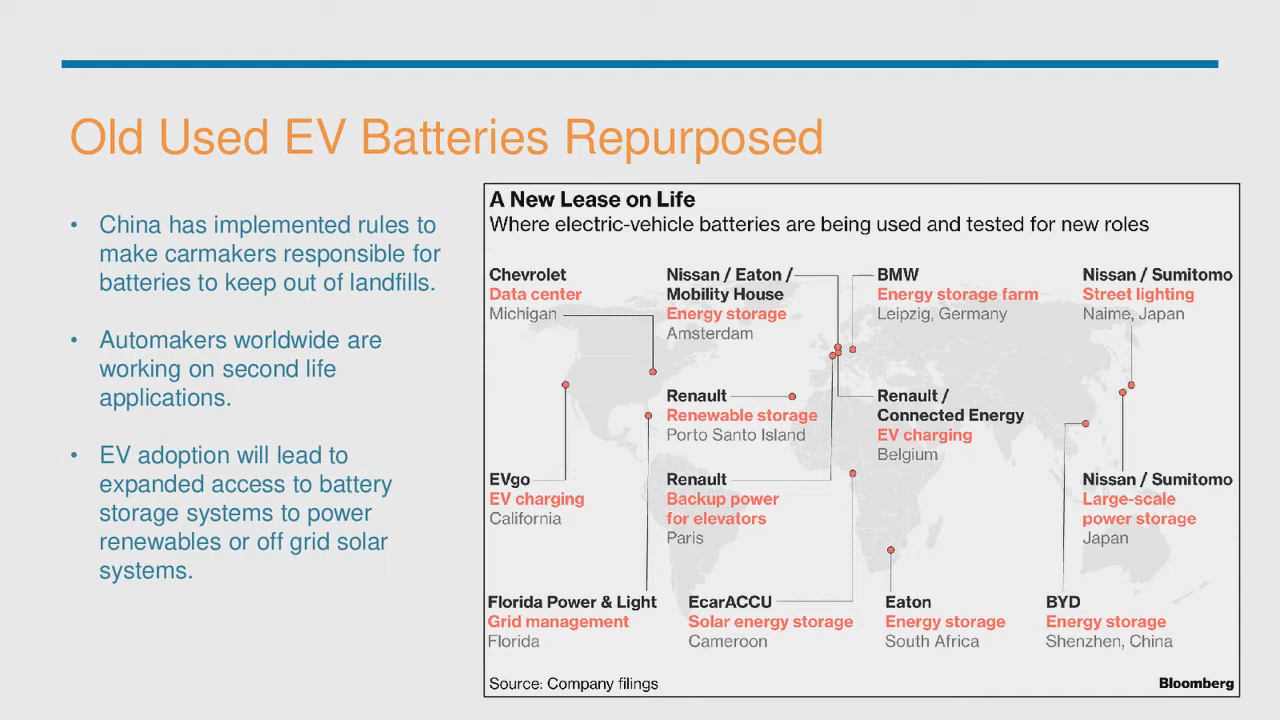 Old Used EV Batteries Repurposed
• China has implemented rules to
make carmakers responsible for
batteries to keep out of landfills.
• Automakers worldwide are
working on second life
applications.
• EV adoption will lead to
expanded access to battery
storage systems to power
renewables or off grid solar
systems.
A New Lease on Life
Where electric-vehicle batteries are being used and tested for new roles
Chevrolet
Data center
Michigan
Nissan / Eaton /
Mobility House
Energy storage
Amsterdam
BMW
Energy storage farm
Leipzig, Germany
Nissan / Sumitomo
Street lighting
Naime, Japan
Renault
Renewable storage
Porto Santo Island
Renault /
Connected Energy
EV charging
Belgium
EVgo
EV charging
California
Renault
Backup power
for elevators
Paris
Nissan / Sumitomo
Large-scale
power storage
Japan
Florida Power & Light
Grid management
Florida
EcarACCU
Solar energy storage
Cameroon
Eaton
Energy storage
South Africa
BYD
Energy storage
Shenzhen, China
Source: Company filings
Bloomberg